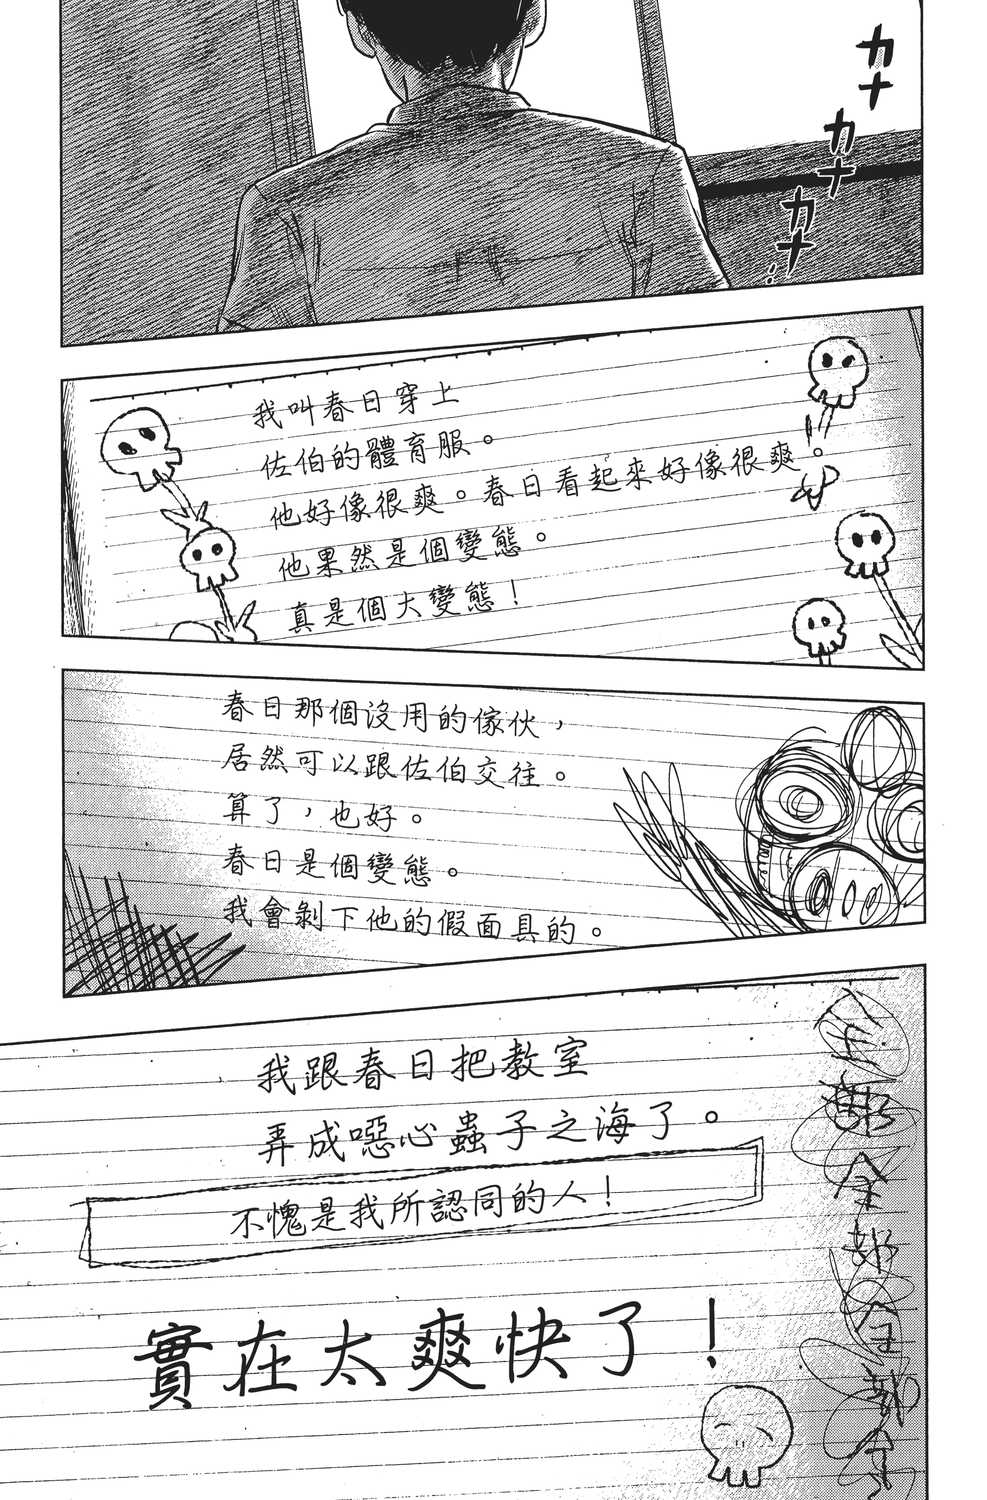 カナ
カナ
カナ…
我叫春日穿上
佐伯的體育服。
他好像很爽。春日看起來好像很爽。
他果然是個變態。
真是個大變態！
春日那個沒用的傢伙，
居然可以跟佐伯交往。
算了，也好。
春日是個變態。
我會剝下他的假面具的。
我跟春日把教室
弄成噁心蟲子之海了。
不愧是我所認同的人！
實在太爽快了！
全部全部全